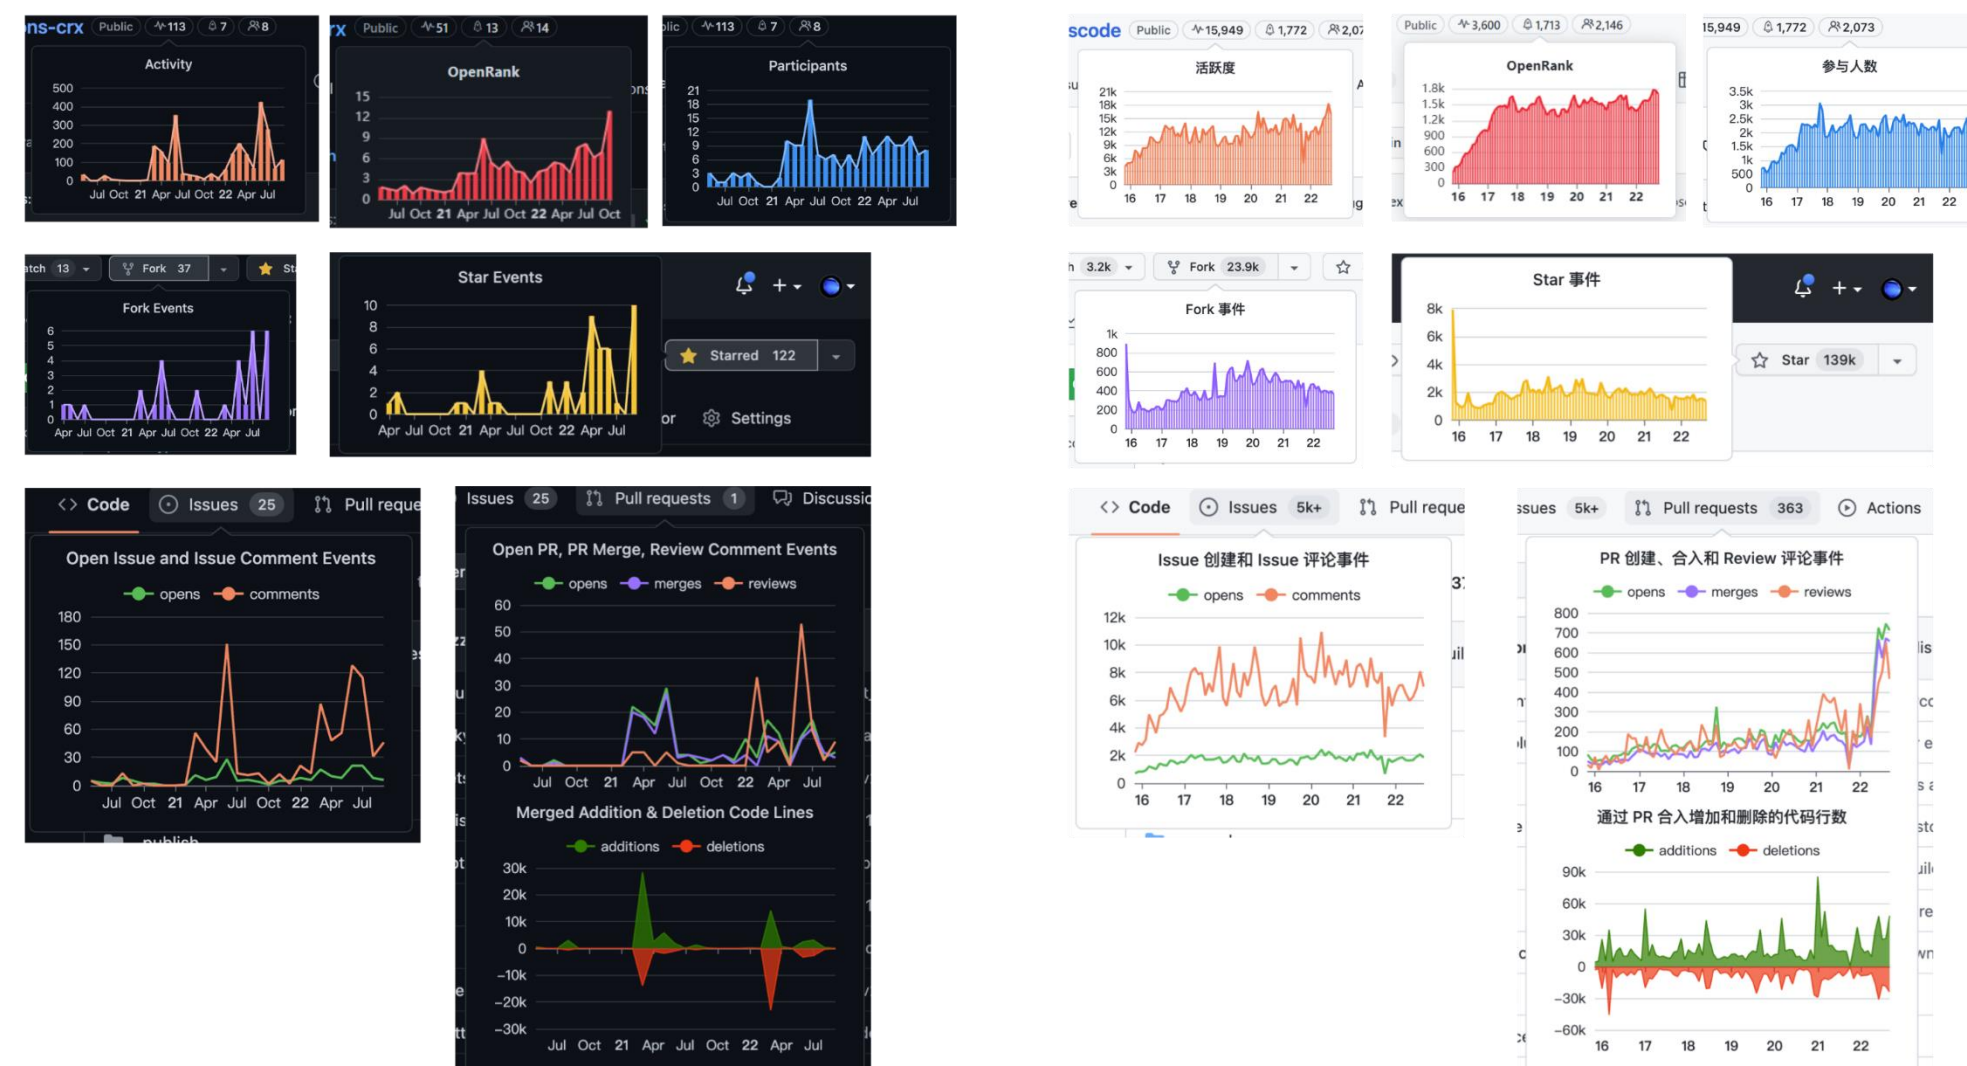 ns-crx Public 113 7 8
Activity
500
400
300
200
100
0
Jul Oct 21 Apr Jul Oct 22 Apr Jul
rx Public 51 13 14
OpenRank
15
12
9
6
3
0
Jul Oct 21 Apr Jul Oct 22 Apr Jul Oct
ons
lic 113 7 8
Participants
21
18
15
12
9
6
3
0
Jul Oct 21 Apr Jul Oct 22 Apr Jul
scode Public 15,949 1,772 2,07
活跃度
21k
18k
15k
12k
9k
6k
3k
0
16 17 18 19 20 21 22
Public 3,600 1,713 2,146
OpenRank
1.8k
1.5k
1.2k
900
600
300
0
16 17 18 19 20 21 22
15,949 1,772 2,073
参与人数
3.5k
3k
2.5k
2k
1.5k
1k
500
0
16 17 18 19 20 21 22
atch 13 Fork 37 Sta
Fork Events
6
5
4
3
2
1
0
Apr Jul Oct 21 Apr Jul Oct 22 Apr Jul
Star Events
10
8
6
4
2
0
Apr Jul Oct 21 Apr Jul Oct 22 Apr Jul
Starred 122
or Settings
h 3.2k Fork 23.9k
Fork 事件
1k
800
600
400
200
0
16 17 18 19 20 21 22
Star 事件
8k
6k
4k
2k
0
16 17 18 19 20 21 22
Star 139k
Code Issues 25 Pull reque
Open Issue and Issue Comment Events
opens comments
180
150
120
90
60
30
0
Jul Oct 21 Apr Jul Oct 22 Apr Jul
publish
Issues 25 Pull requests 1 Discussio
Open PR, PR Merge, Review Comment Events
opens merges reviews
60
50
40
30
20
10
0
Jul Oct 21 Apr Jul Oct 22 Apr Jul
Merged Addition & Deletion Code Lines
additions deletions
30k
20k
10k
0
−10k
−20k
−30k
Jul Oct 21 Apr Jul Oct 22 Apr Jul
Code Issues 5k+ Pull reque
Issue 创建和 Issue 评论事件
opens comments
12k
10k
8k
6k
4k
2k
0
16 17 18 19 20 21 22
37
uil
ssues 5k+ Pull requests 363 Actions
PR 创建、合入和 Review 评论事件
opens merges reviews
800
700
600
500
400
300
200
100
0
16 17 18 19 20 21 22
通过 PR 合入增加和删除的代码行数
additions deletions
90k
60k
30k
0
−30k
−60k
16 17 18 19 20 21 22